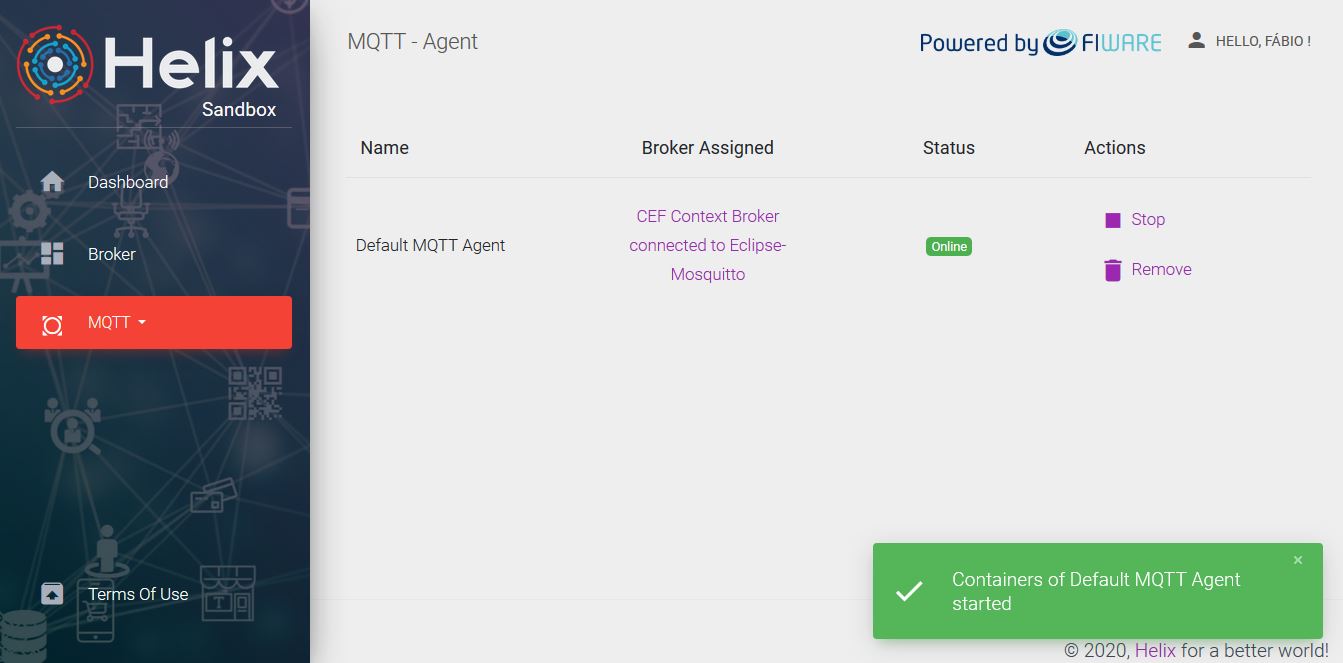 Helix
Sandbox
Dashboard
Broker
MQTT
Terms Of Use
MQTT - Agent
Powered by FIWARE
HELLO, FÁBIO !
Name Broker Assigned Status Actions
Default MQTT Agent
CEF Context Broker
connected to Eclipse-
Mosquitto
Online
Stop
Remove
Containers of Default MQTT Agent
started
×
© 2020, Helix for a better world!